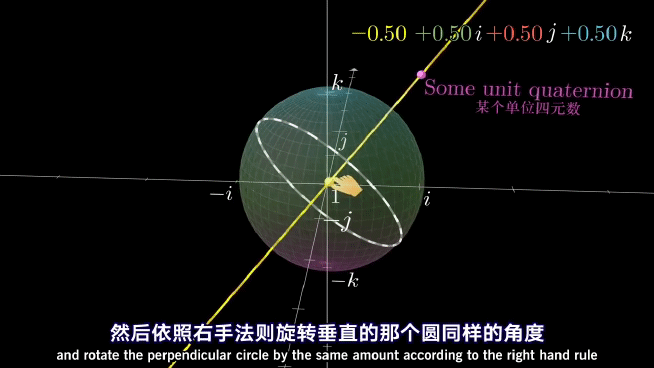 −0.50 +0.50i+0.50j+0.50k
Some unit quaternion
某个单位四元数
k
j
−i
1
i
−j
−k
然后依照右手法则旋转垂直的那个圆同样的角度
and rotate the perpendicular circle by the same amount according to the right hand rule